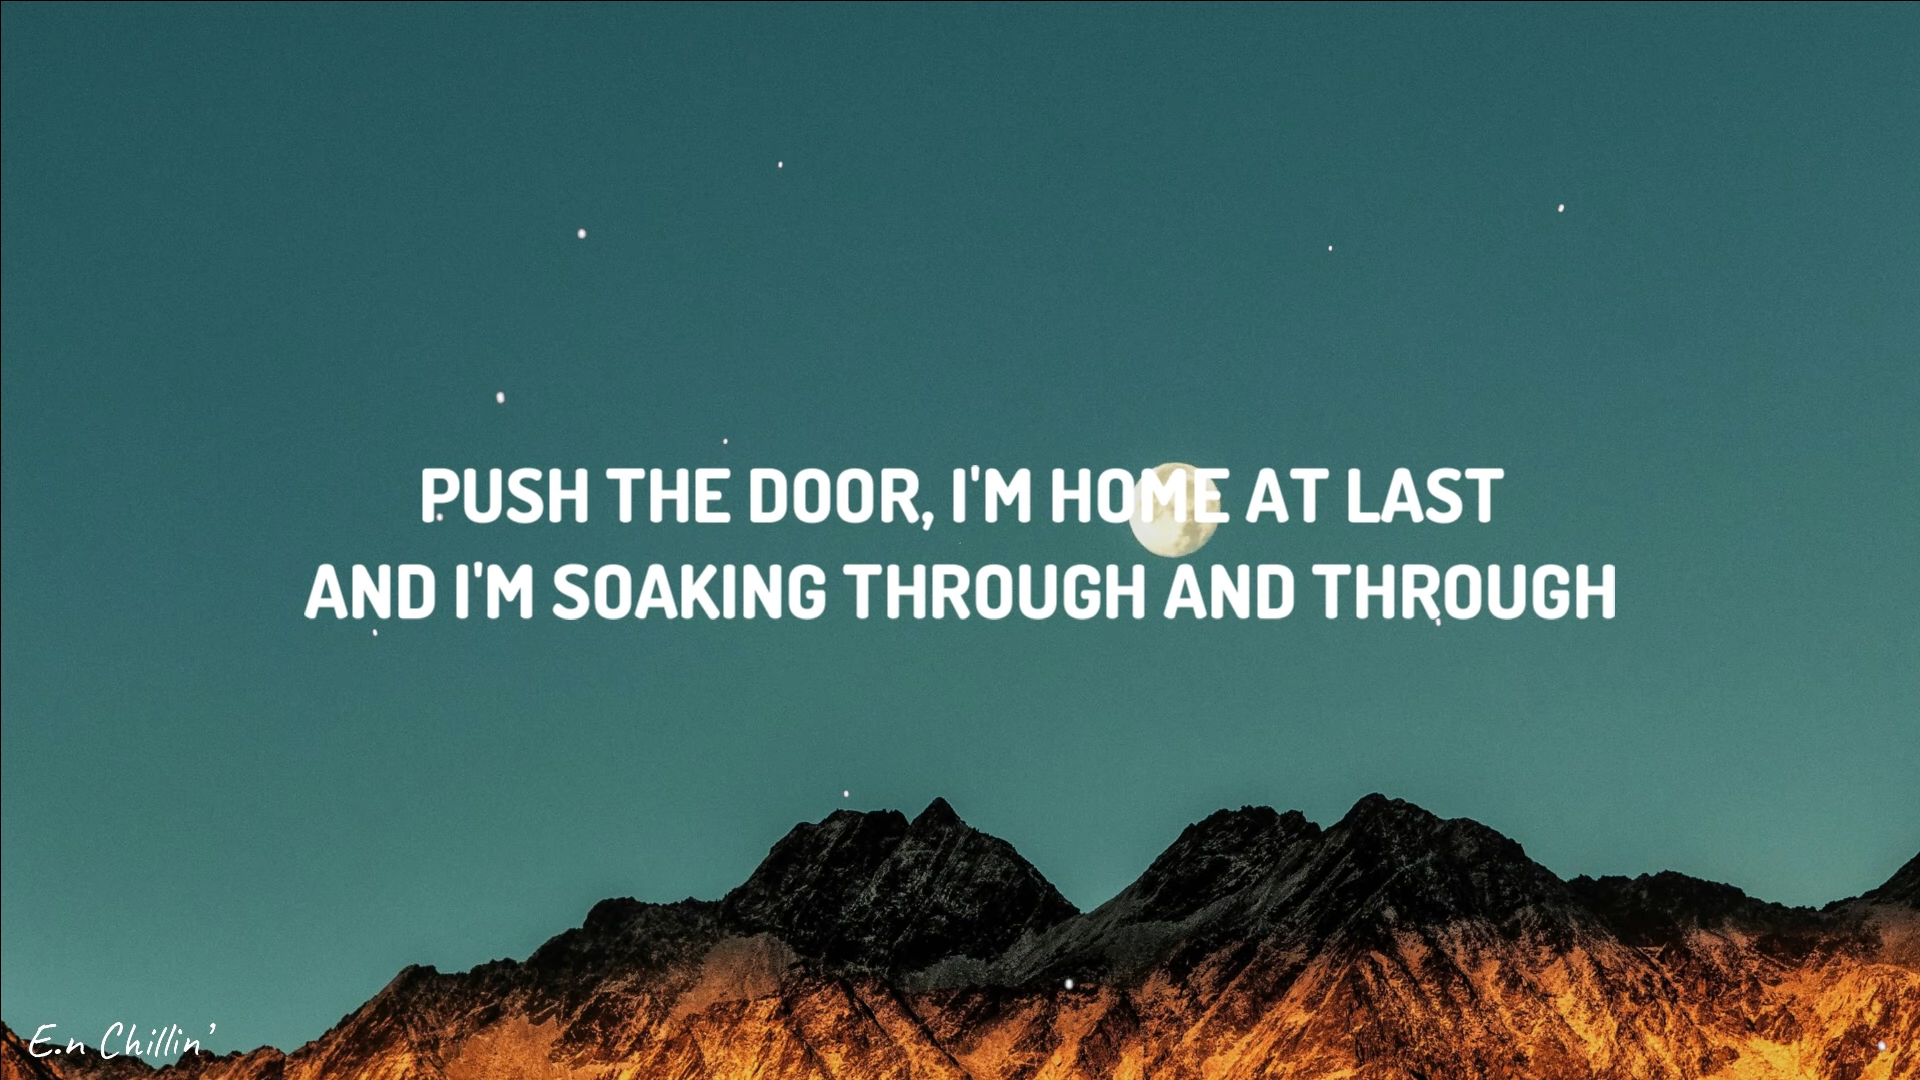 PUSH THE DOOR, I'M HOME AT LAST
AND I'M SOAKING THROUGH AND THROUGH
E.n Chillin'